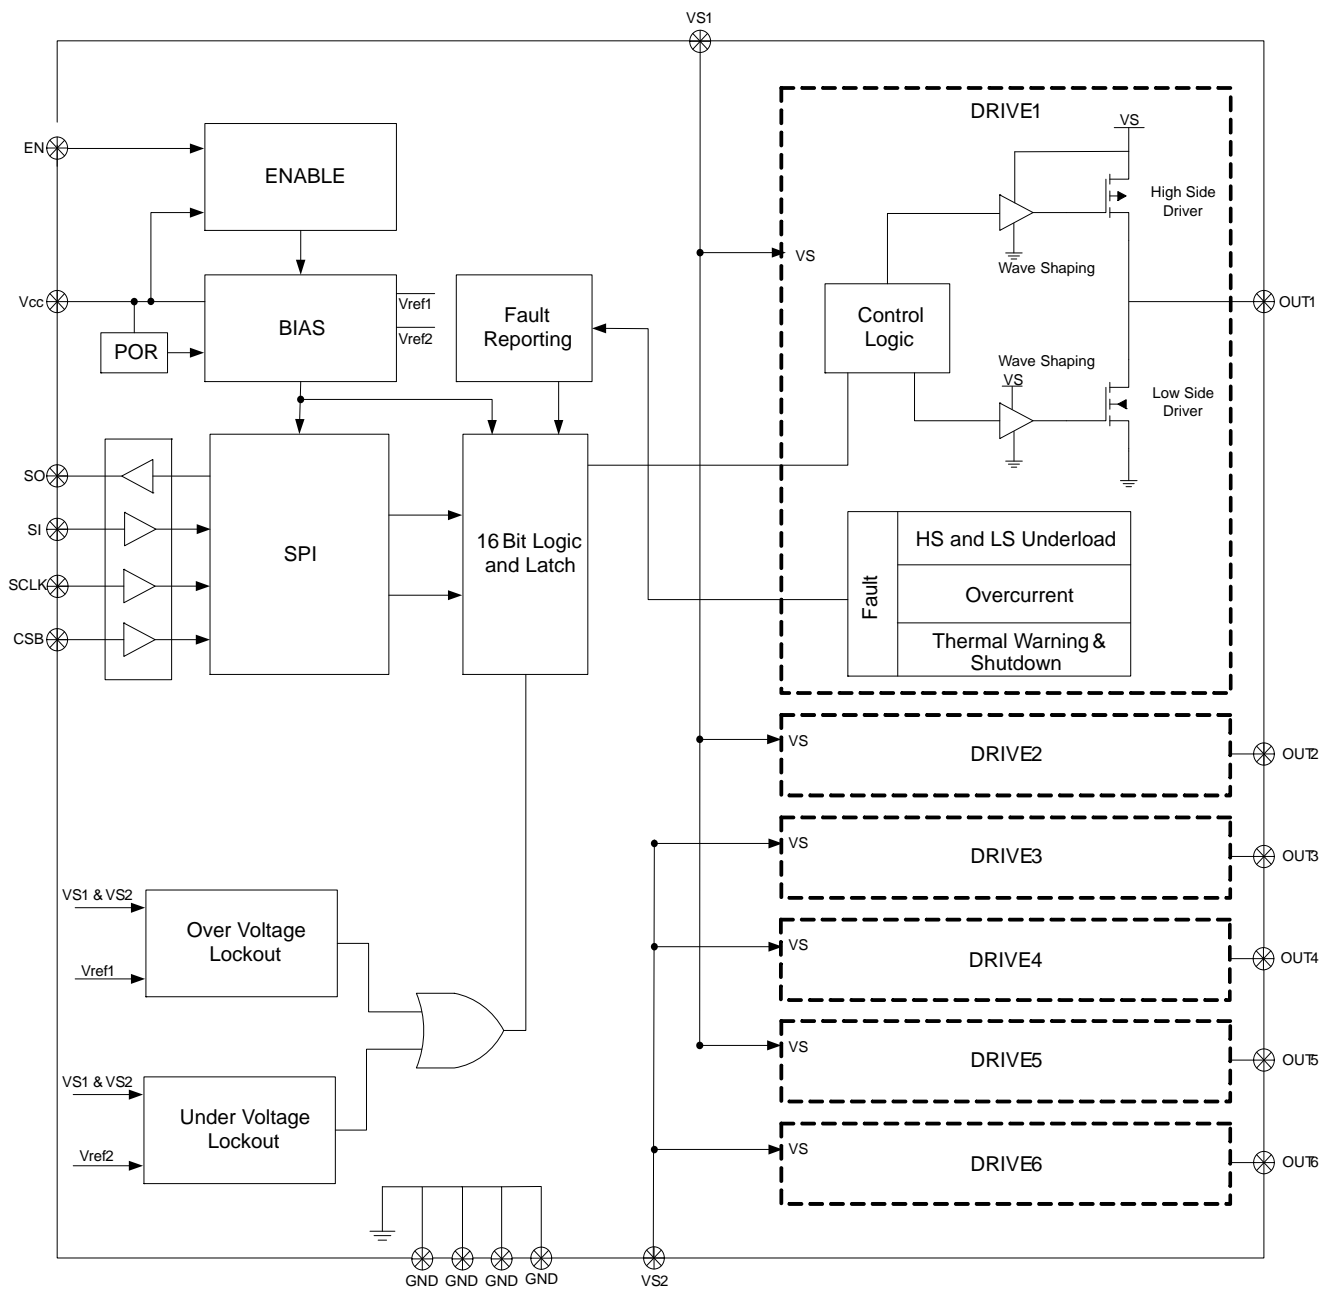 VS1
DRIVE1
VS
EN
ENABLE
High Side
Driver
VS
Wave Shaping
Vcc
Vref1
OUT1
BIAS
Fault
Reporting
Control
Logic
Vref2
POR
Wave Shaping
VS
Low Side
Driver
SO
SI
SCLK
CSB
SPI
16 Bit Logic
and Latch
Fault
HS and LS Underload
Overcurrent
Thermal Warning &
Shutdown
VS
DRIVE2
OUT2
VS
DRIVE3
OUT3
VS1 & VS2
Over Voltage
Lockout
Vref1
VS
DRIVE4
OUT4
VS
DRIVE5
OUT5
VS1 & VS2
Under Voltage
Lockout
Vref2
VS
DRIVE6
OUT6
GND
GND
GND
GND
VS2